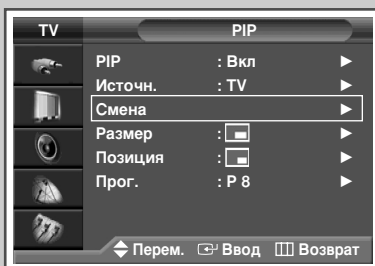 TV PIP
PIP : Вкл ►
Источн. : TV ►
Смена ►
Размер : ►
Позиция : ►
Прог. : P 8 ►
Перем. Ввод Возврат